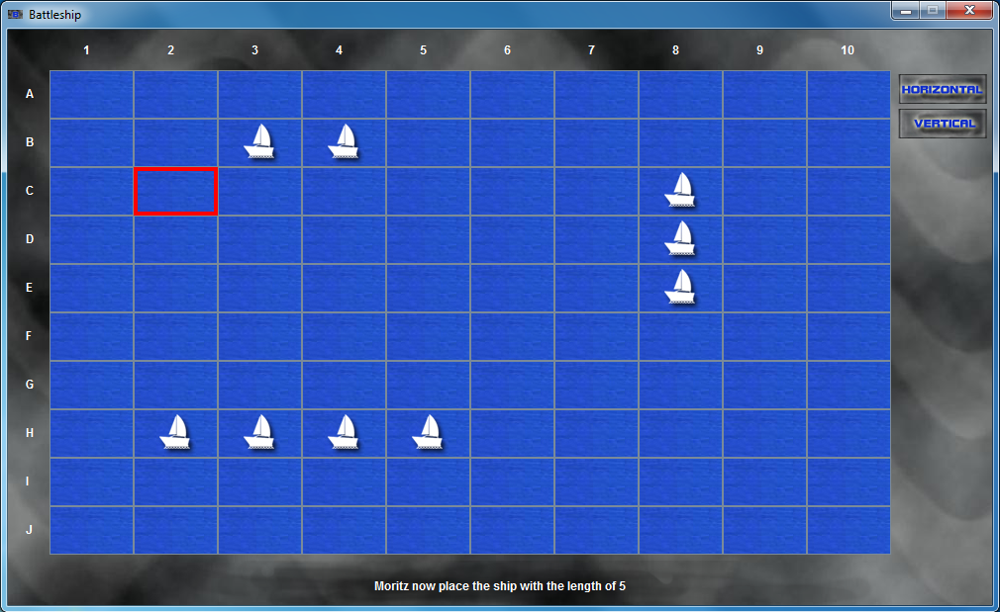 Battleship
1 2 3 4 5 6 7 8 9 10
A
HORIZONTAL
B
VERTICAL
C
D
E
F
G
H
I
J
Moritz now place the ship with the length of 5